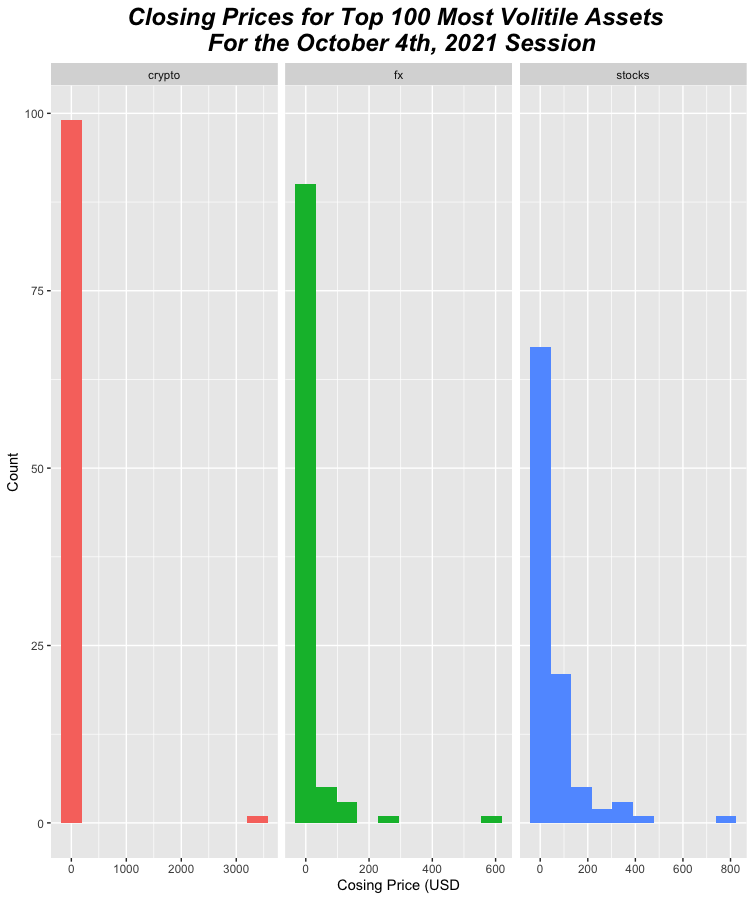 Closing Prices for Top 100 Most Volitile Assets
For the October 4th, 2021 Session
crypto fx stocks
100
75
50
25
0
Count
0 1000 2000 3000 0 200 400 600 0 200 400 600 800
Cosing Price (USD